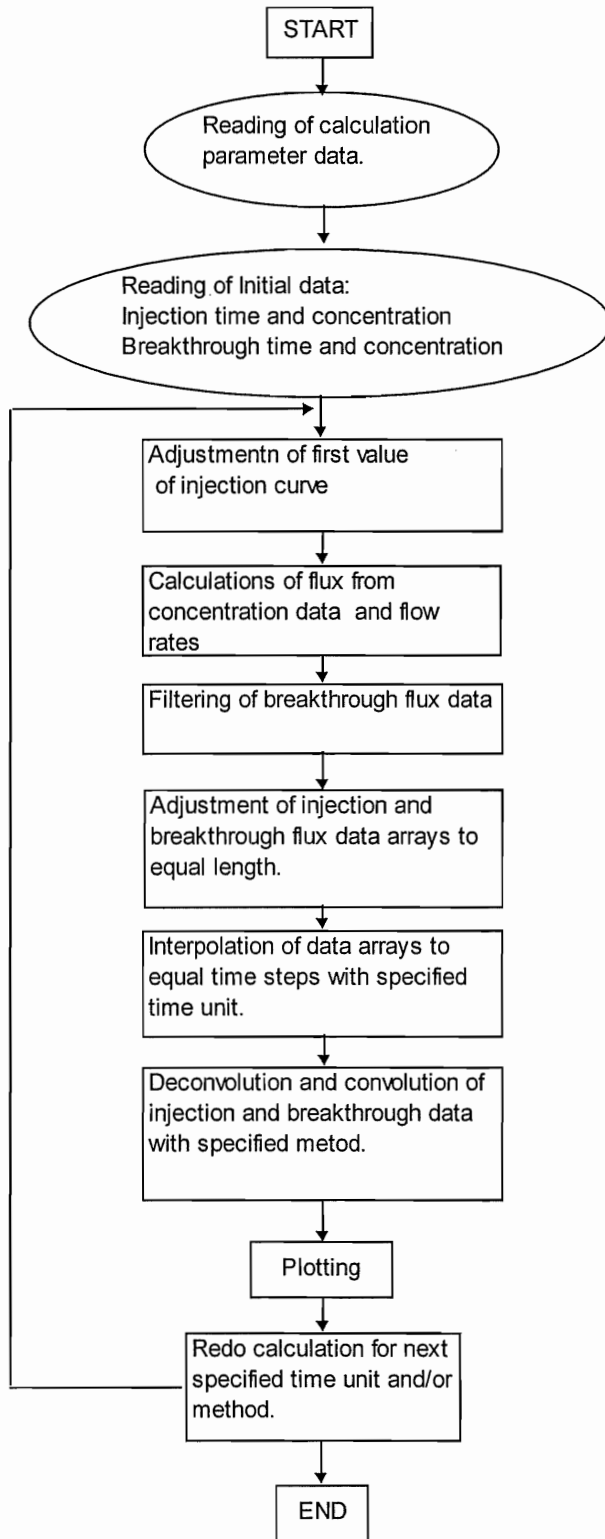 START
Reading of calculation
parameter data.
Reading of Initial data:
Injection time and concentration
Breakthrough time and concentration
Adjustmentn of first value
of injection curve
Calculations of flux from
concentration data and flow
rates
Filtering of breakthrough flux data
Adjustment of injection and
breakthrough flux data arrays to
equal length.
Interpolation of data arrays to
equal time steps with specified
time unit.
Deconvolution and convolution of
injection and breakthrough data
with specified metod.
Plotting
Redo calculation for next
specified time unit and/or
method.
END